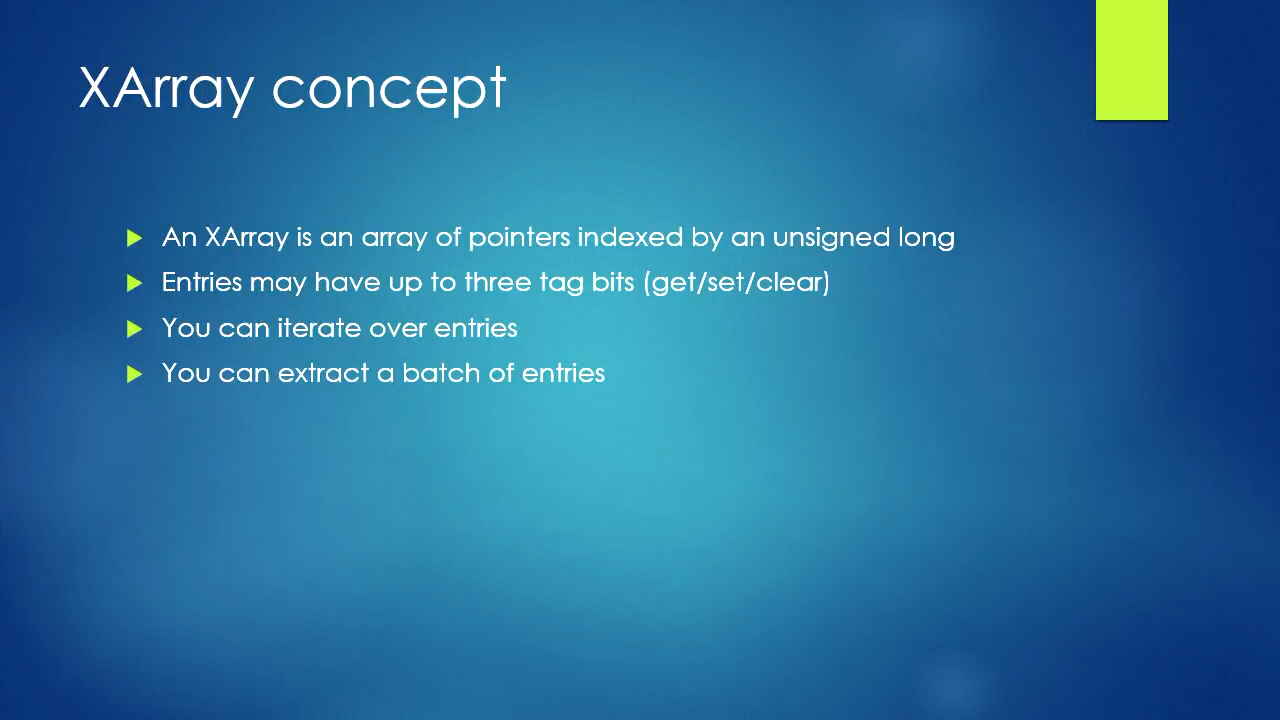 XArray concept
An XArray is an array of pointers indexed by an unsigned long
Entries may have up to three tag bits (get/set/clear)
You can iterate over entries
You can extract a batch of entries